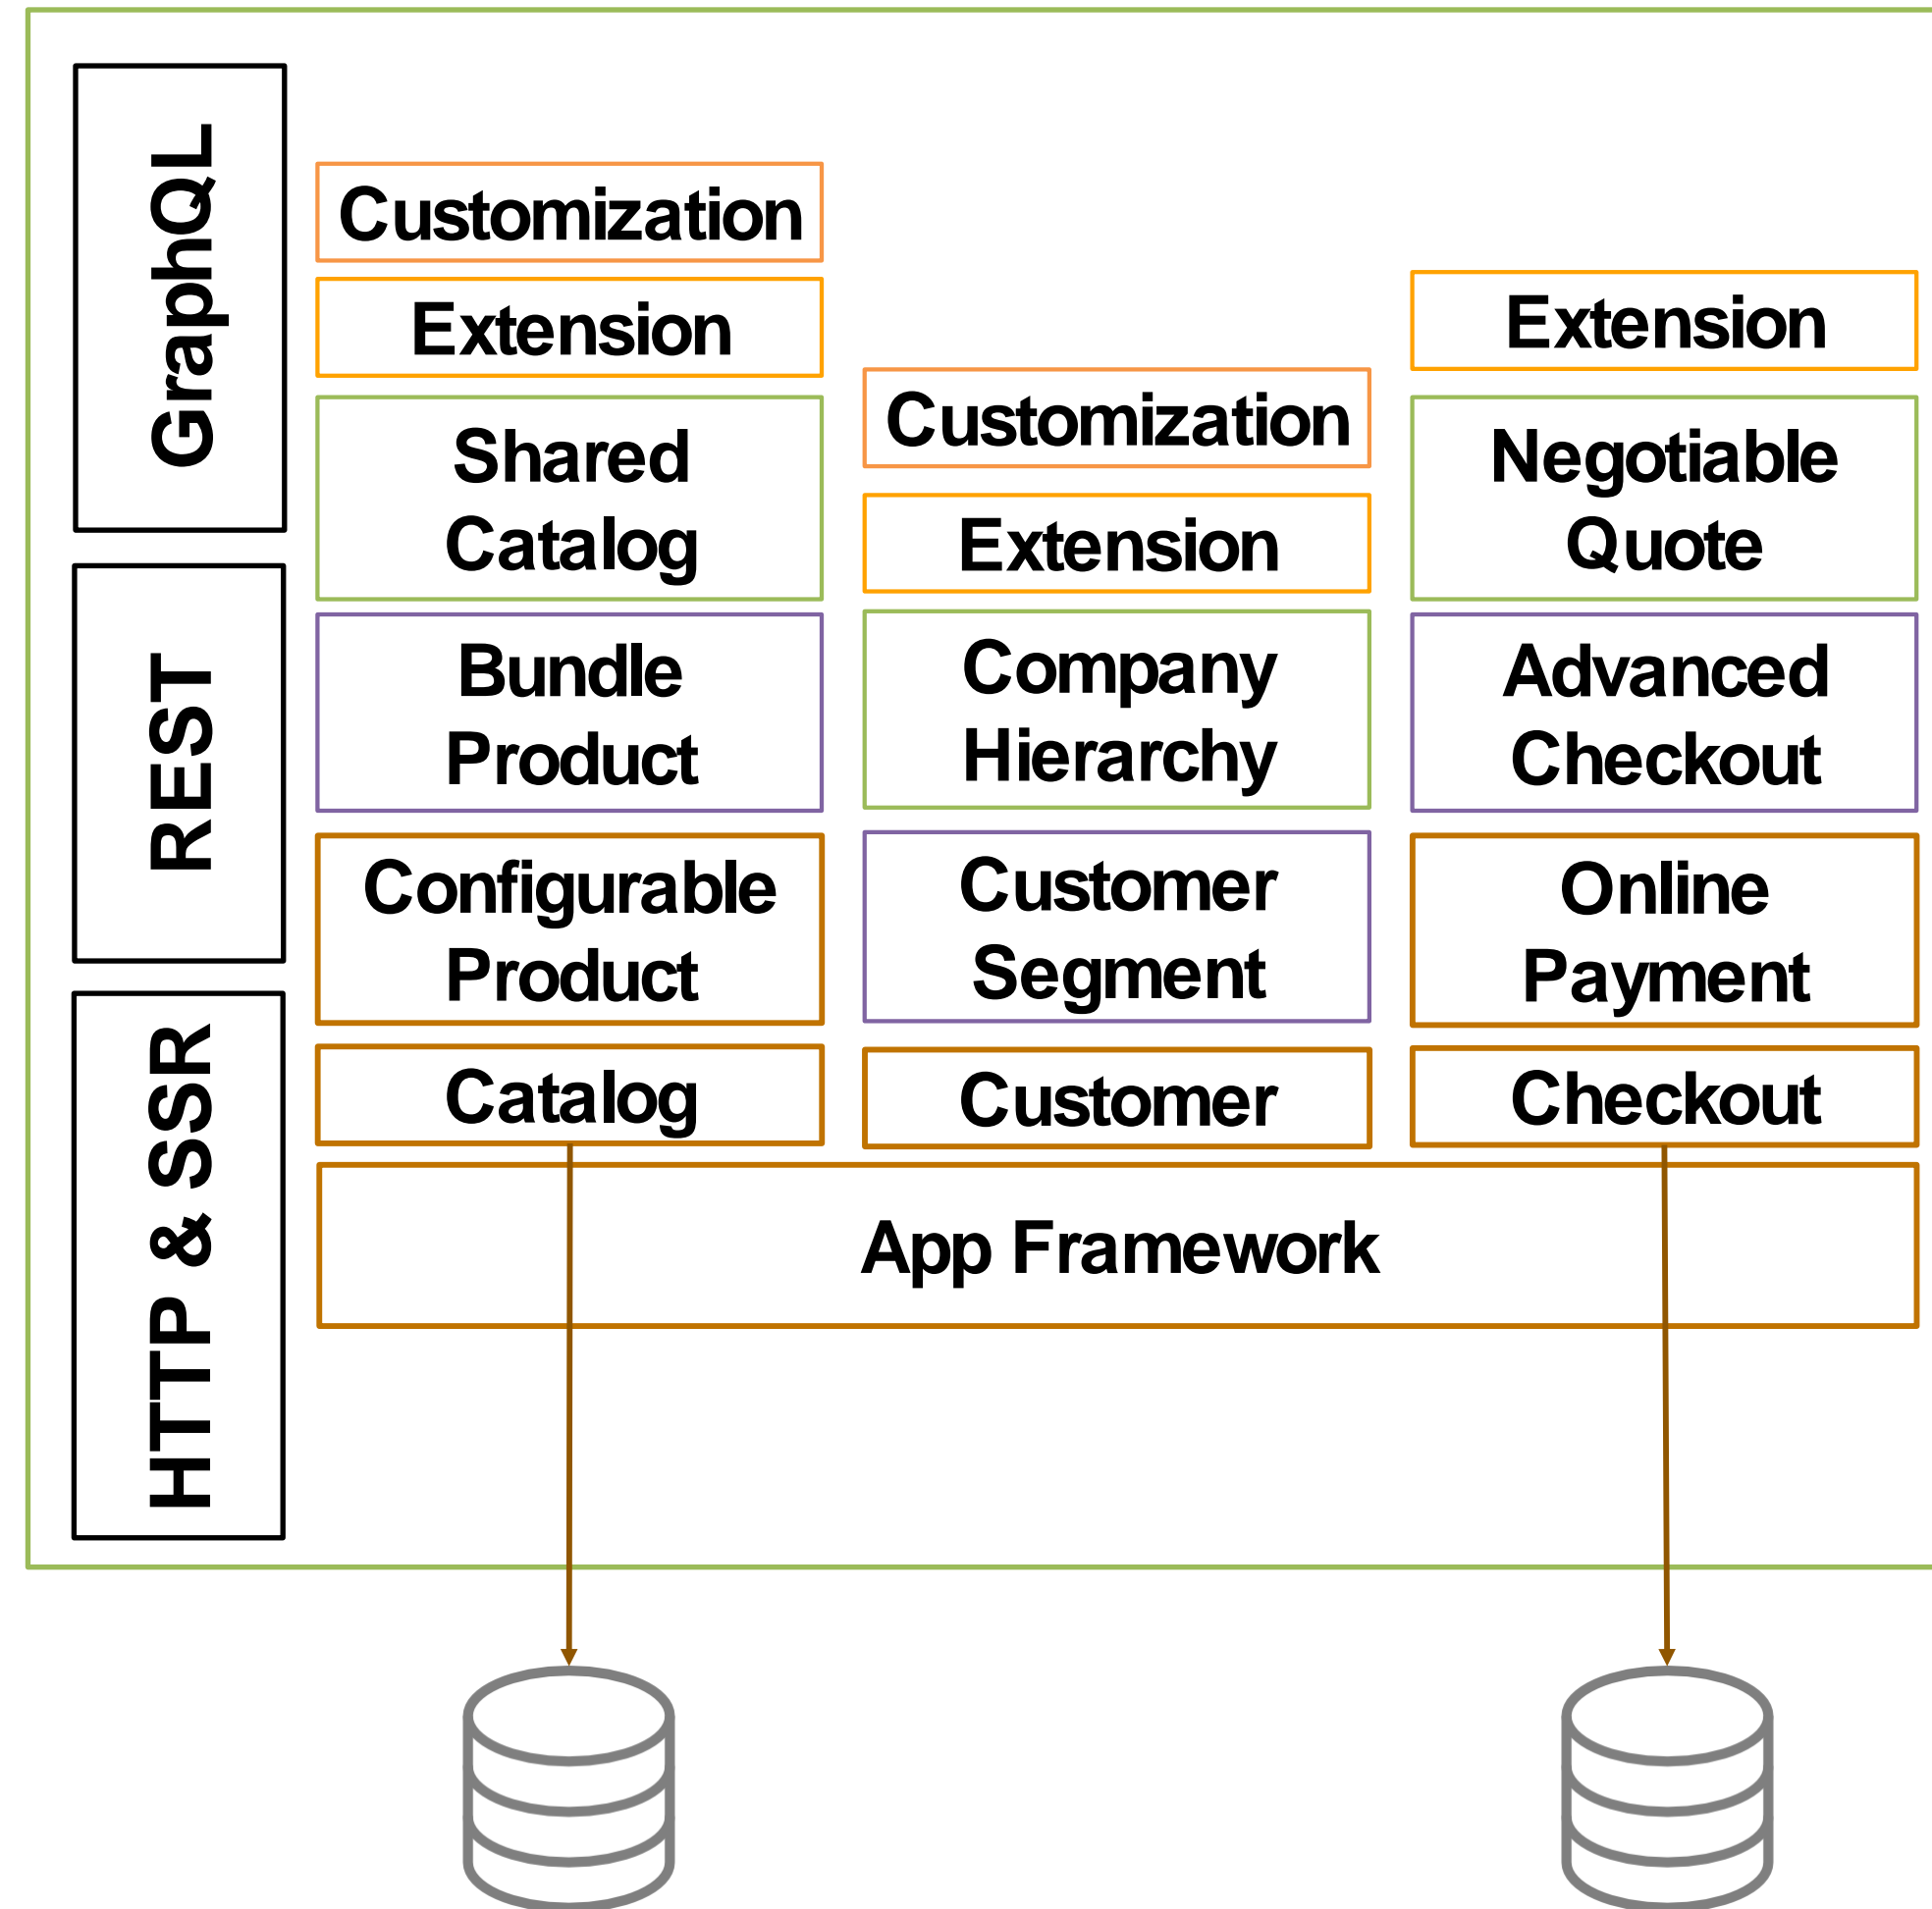 GraphQL
REST
HTTP & SSR
Customization
Extension
Shared
Catalog
Bundle
Product
Configurable
Product
Catalog
Customization
Extension
Company
Hierarchy
Customer
Segment
Customer
Extension
Negotiable
Quote
Advanced
Checkout
Online
Payment
Checkout
App Framework